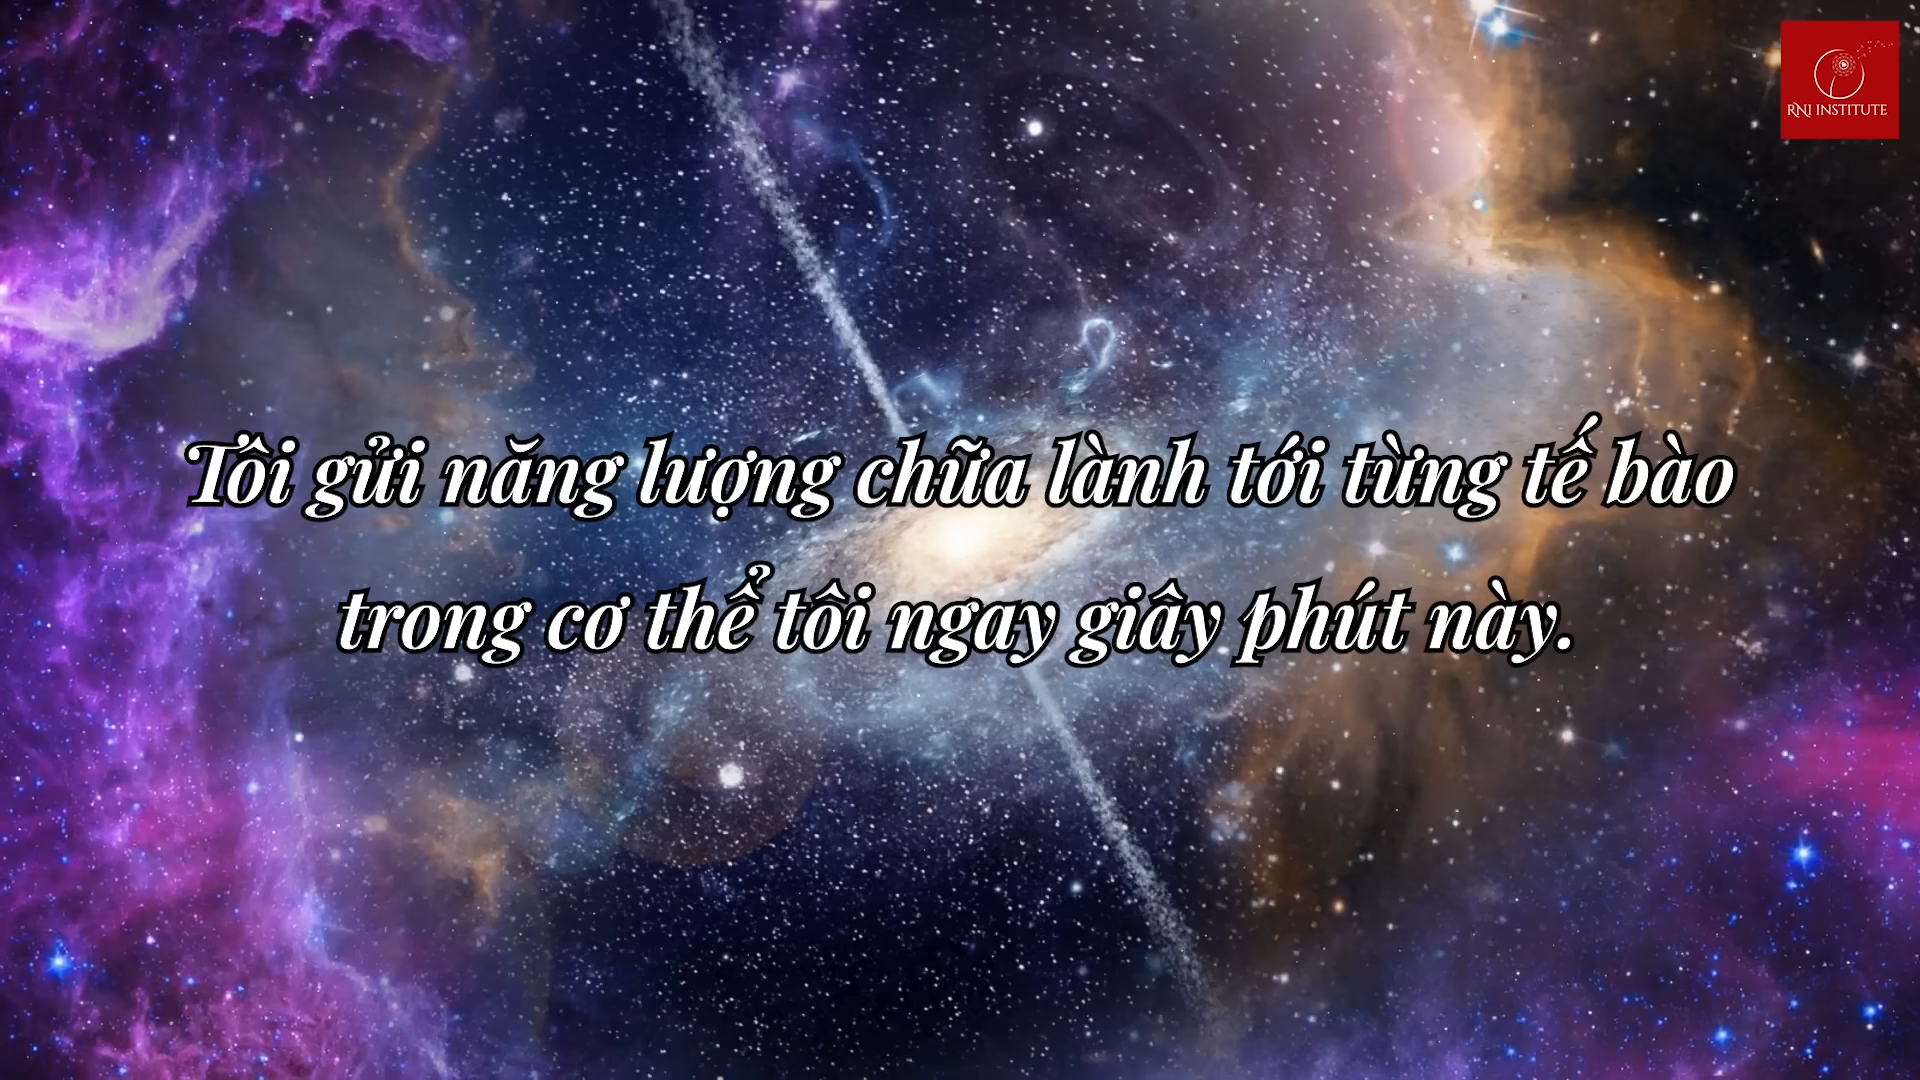 RNI INSTITUTE
Tôi gửi năng lượng chữa lành tới từng tế bào
trong cơ thể tôi ngay giây phút này.